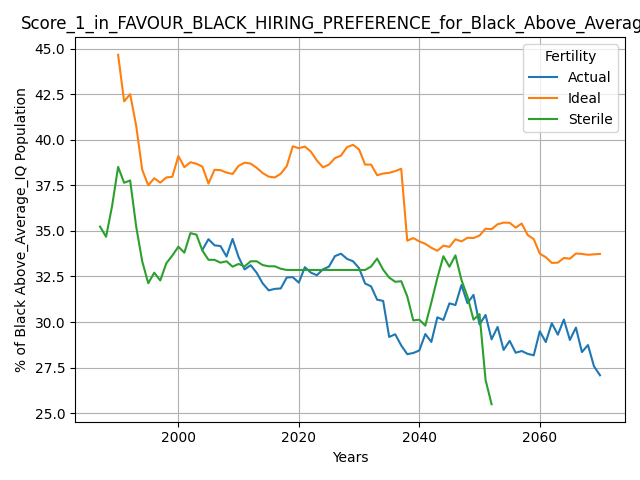 Score_1_in_FAVOUR_BLACK_HIRING_PREFERENCE_for_Black_Above_Averag
% of Black Above_Average_IQ Population
45.0
42.5
40.0
37.5
35.0
32.5
30.0
27.5
25.0
Fertility
Actual
Ideal
Sterile
2000 2020 2040 2060
Years